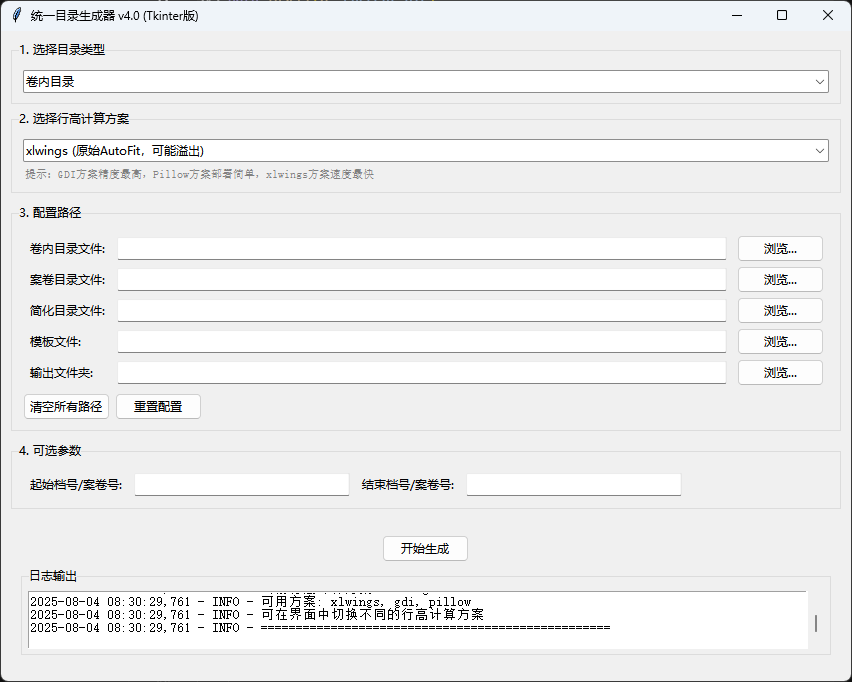 统一目录生成器 v4.0 (Tkinter版)
1. 选择目录类型
卷内目录
2. 选择行高计算方案
xlwings (原始AutoFit，可能溢出)
提示：GDI方案精度最高，Pillow方案部署简单，xlwings方案速度最快
3. 配置路径
卷内目录文件: 浏览...
案卷目录文件: 浏览...
简化目录文件: 浏览...
模板文件: 浏览...
输出文件夹: 浏览...
清空所有路径 重置配置
4. 可选参数
起始档号/案卷号: 结束档号/案卷号:
开始生成
日志输出
2025-08-04 08:30:29,761 - INFO - 可用方案: xlwings, gdi, pillow
2025-08-04 08:30:29,761 - INFO - 可在界面中切换不同的行高计算方案
2025-08-04 08:30:29,761 - INFO - ==================================================